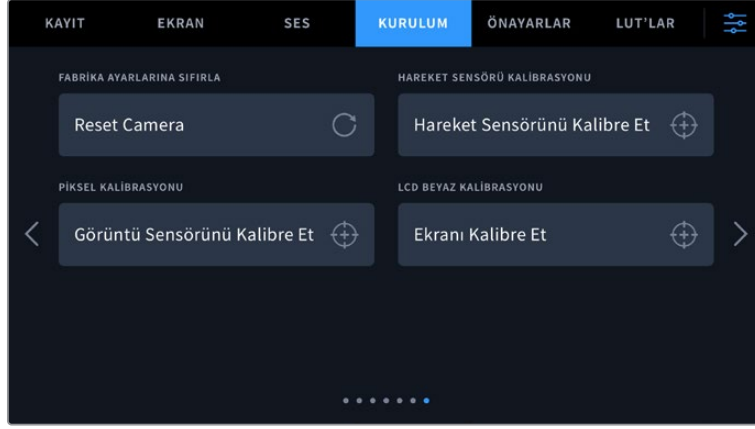 KAYIT EKRAN SES KURULUM ÖNAYARLAR LUT’LAR
FABRİKA AYARLARINA SIFIRLA HAREKET SENSÖRÜ KALİBRASYONU
Reset Camera Hareket Sensörünü Kalibre Et
PİKSEL KALİBRASYONU LCD BEYAZ KALİBRASYONU
Görüntü Sensörünü Kalibre Et Ekranı Kalibre Et